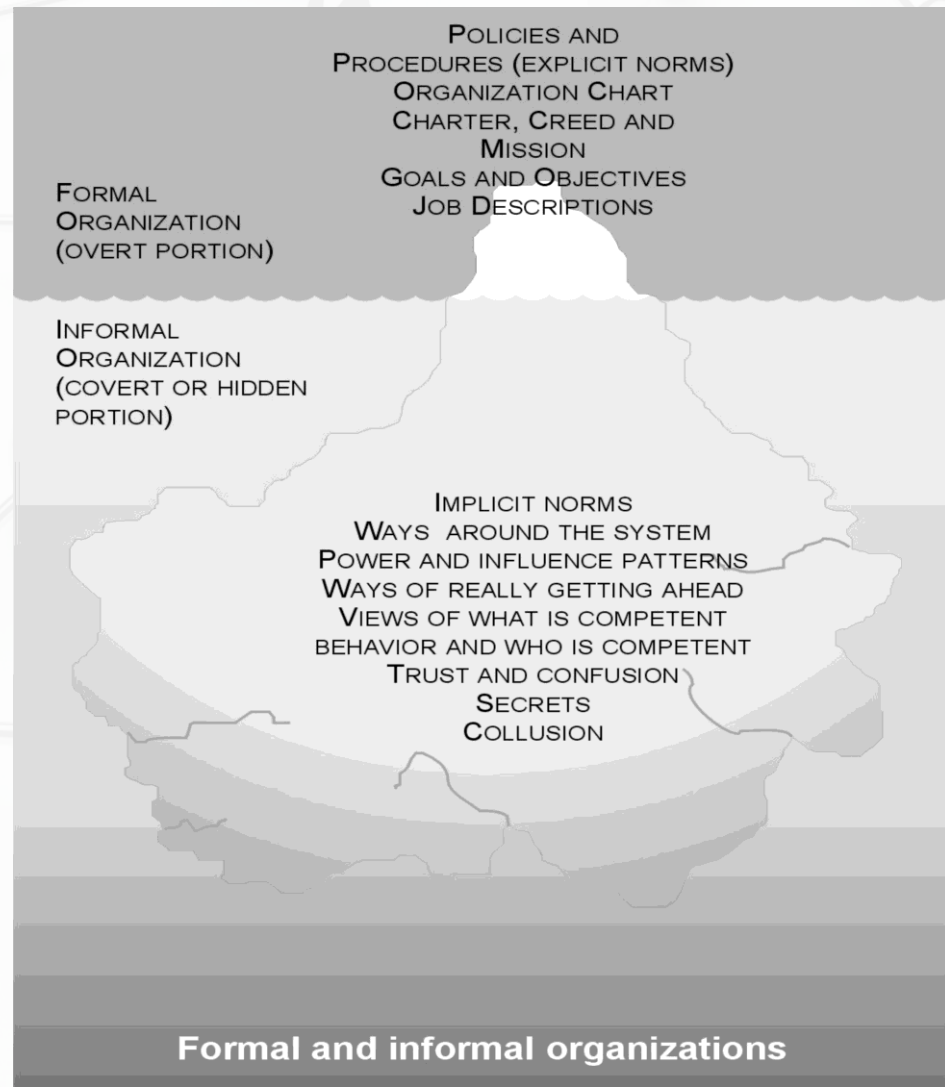 Policies and
Procedures (explicit norms)
Organization Chart
Charter, Creed and
Mission
Goals and Objectives
Job Descriptions
Formal
Organization
(overt portion)
Informal
Organization
(covert or hidden
portion)
Implicit norms
Ways around the system
Power and influence patterns
Ways of really getting ahead
Views of what is competent
behavior and who is competent
Trust and confusion
Secrets
Collusion
Formal and informal organizations